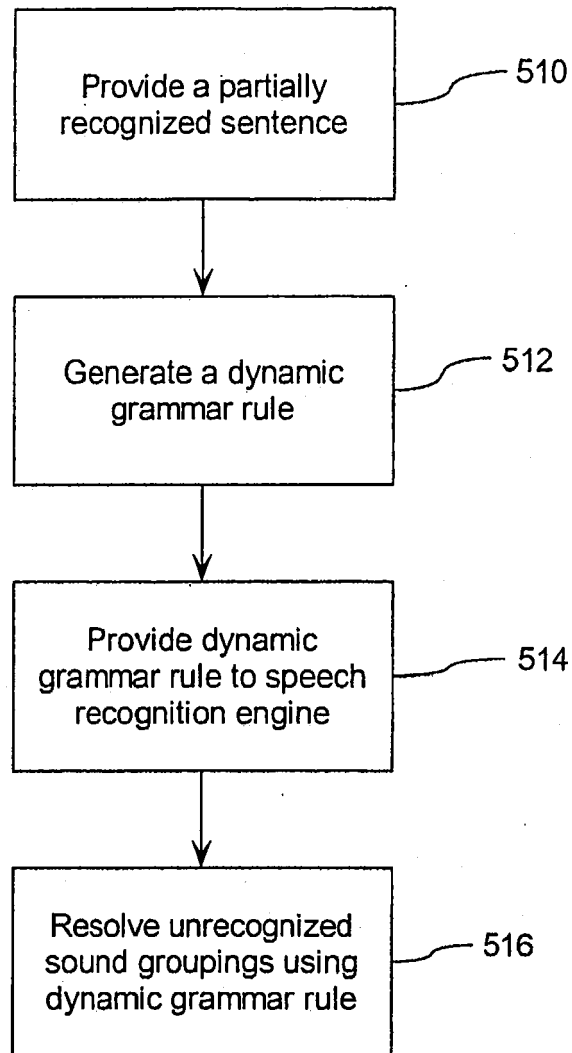 Provide a partially
recognized sentence
510
Generate a dynamic
grammar rule
512
Provide dynamic
grammar rule to speech
recognition engine
514
Resolve unrecognized
sound groupings using
dynamic grammar rule
516